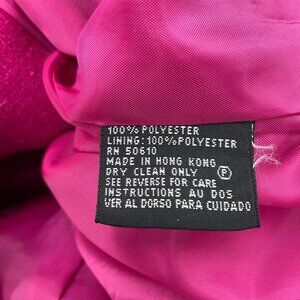 100% POLYESTER
LINING: 100% POLYESTER
RN 50610
MADE IN HONG KONG
DRY CLEAN ONLY P
SEE REVERSE FOR CARE
INSTRUCTIONS AU DOS
VER AL DORSO PARA CUIDADO